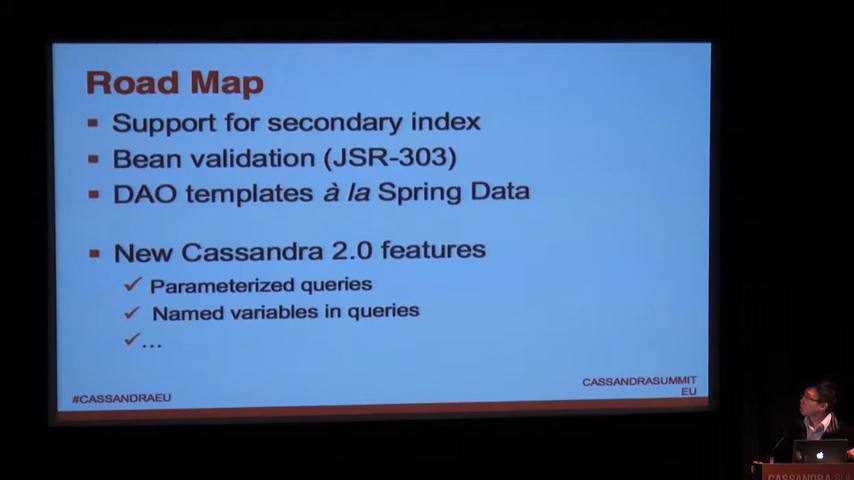 Road Map
Support for secondary index
Bean validation (JSR-303)
DAO templates à la Spring Data
New Cassandra 2.0 features
Parameterized queries
Named variables in queries
...
#CASSANDRAEU
CASSANDRASUMMIT
EU
CASSANDRA